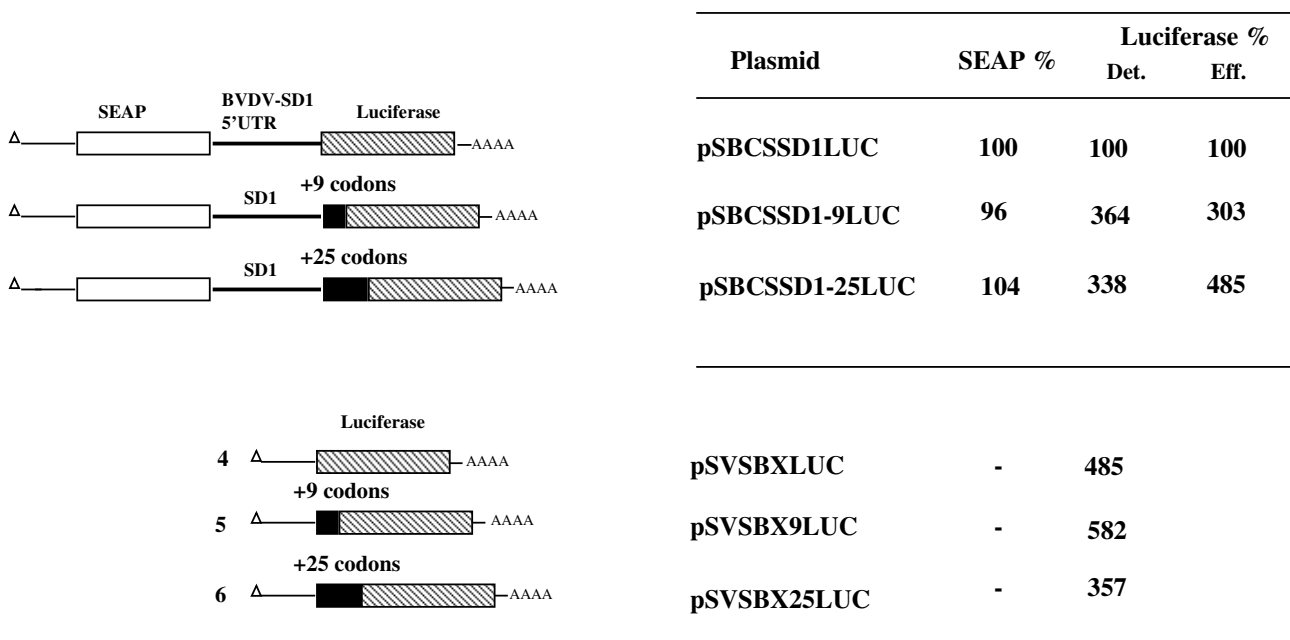 SEAP
BVDV-SD1
5'UTR
Luciferase
AAAA
+9 codons
SD1
AAAA
+25 codons
SD1
AAAA
Plasmid SEAP % Luciferase %
Det. Eff.
pSBCSSD1LUC 100 100 100
pSBCSSD1-9LUC 96 364 303
pSBCSSD1-25LUC 104 338 485
Luciferase
4 AAAA
+9 codons
5 AAAA
+25 codons
6 AAAA
pSVSBXLUC - 485
pSVSBX9LUC - 582
pSVSBX25LUC - 357